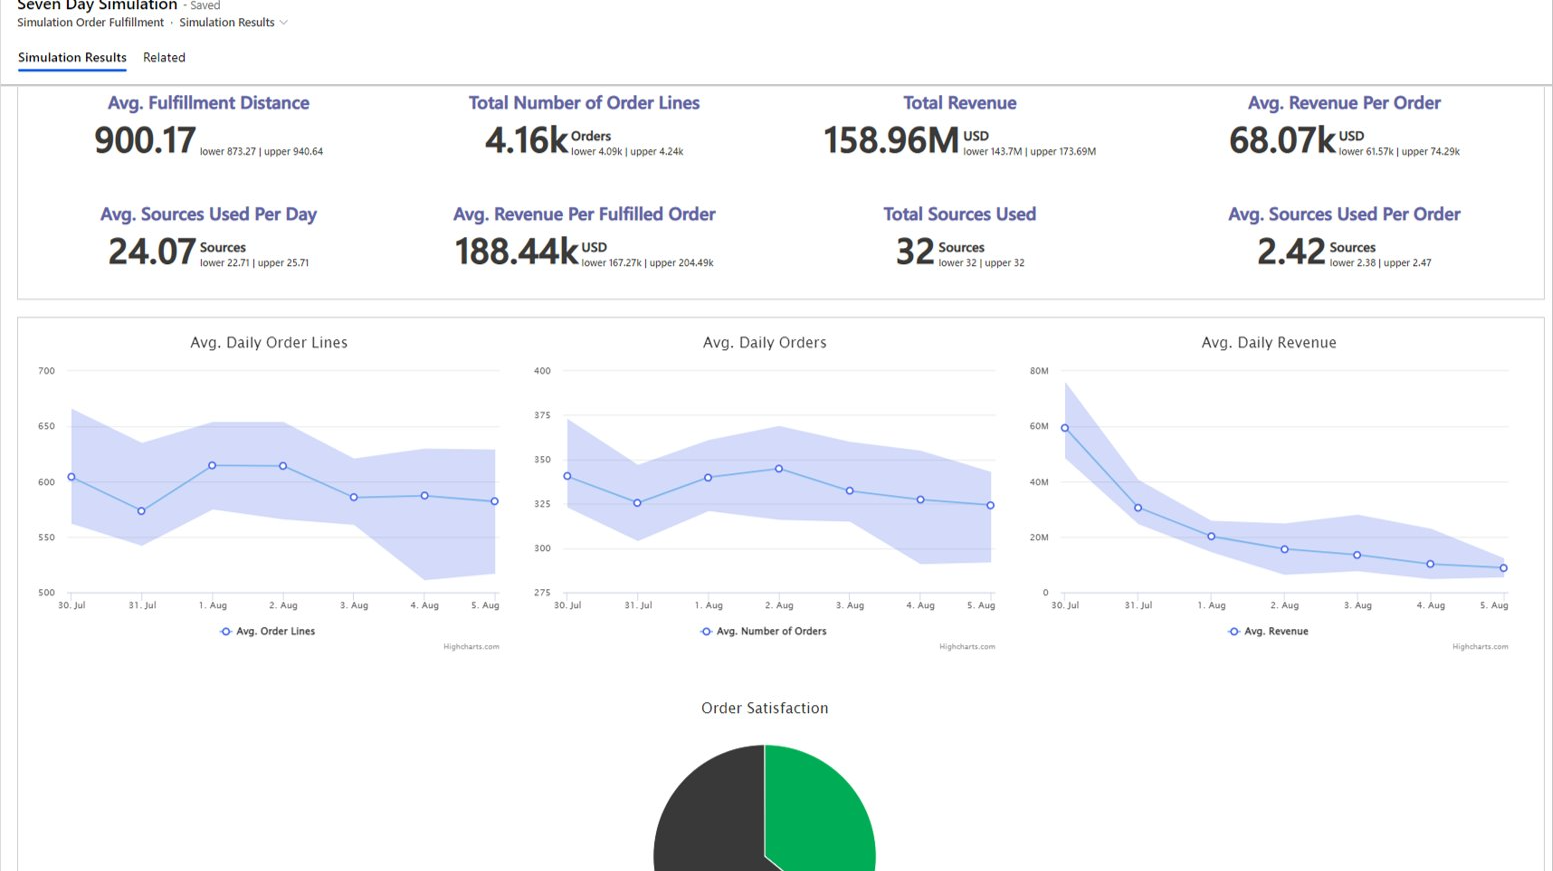 Seven Day Simulation - Saved
Simulation Order Fulfillment · Simulation Results
Simulation Results Related
Avg. Fulfillment Distance
900.17 lower 873.27 | upper 940.64
Total Number of Order Lines
4.16k Orders
lower 4.09k | upper 4.24k
Total Revenue
158.96M USD
lower 143.7M | upper 173.69M
Avg. Revenue Per Order
68.07k USD
lower 61.57k | upper 74.29k
Avg. Sources Used Per Day
24.07 Sources
lower 22.71 | upper 25.71
Avg. Revenue Per Fulfilled Order
188.44k USD
lower 167.27k | upper 204.49k
Total Sources Used
32 Sources
lower 32 | upper 32
Avg. Sources Used Per Order
2.42 Sources
lower 2.38 | upper 2.47
Avg. Daily Order Lines
700
650
600
550
500
30. Jul 31. Jul 1. Aug 2. Aug 3. Aug 4. Aug 5. Aug
Avg. Order Lines
Highcharts.com
Avg. Daily Orders
400
375
350
325
300
275
30. Jul 31. Jul 1. Aug 2. Aug 3. Aug 4. Aug 5. Aug
Avg. Number of Orders
Highcharts.com
Avg. Daily Revenue
80M
60M
40M
20M
0
30. Jul 31. Jul 1. Aug 2. Aug 3. Aug 4. Aug 5. Aug
Avg. Revenue
Highcharts.com
Order Satisfaction